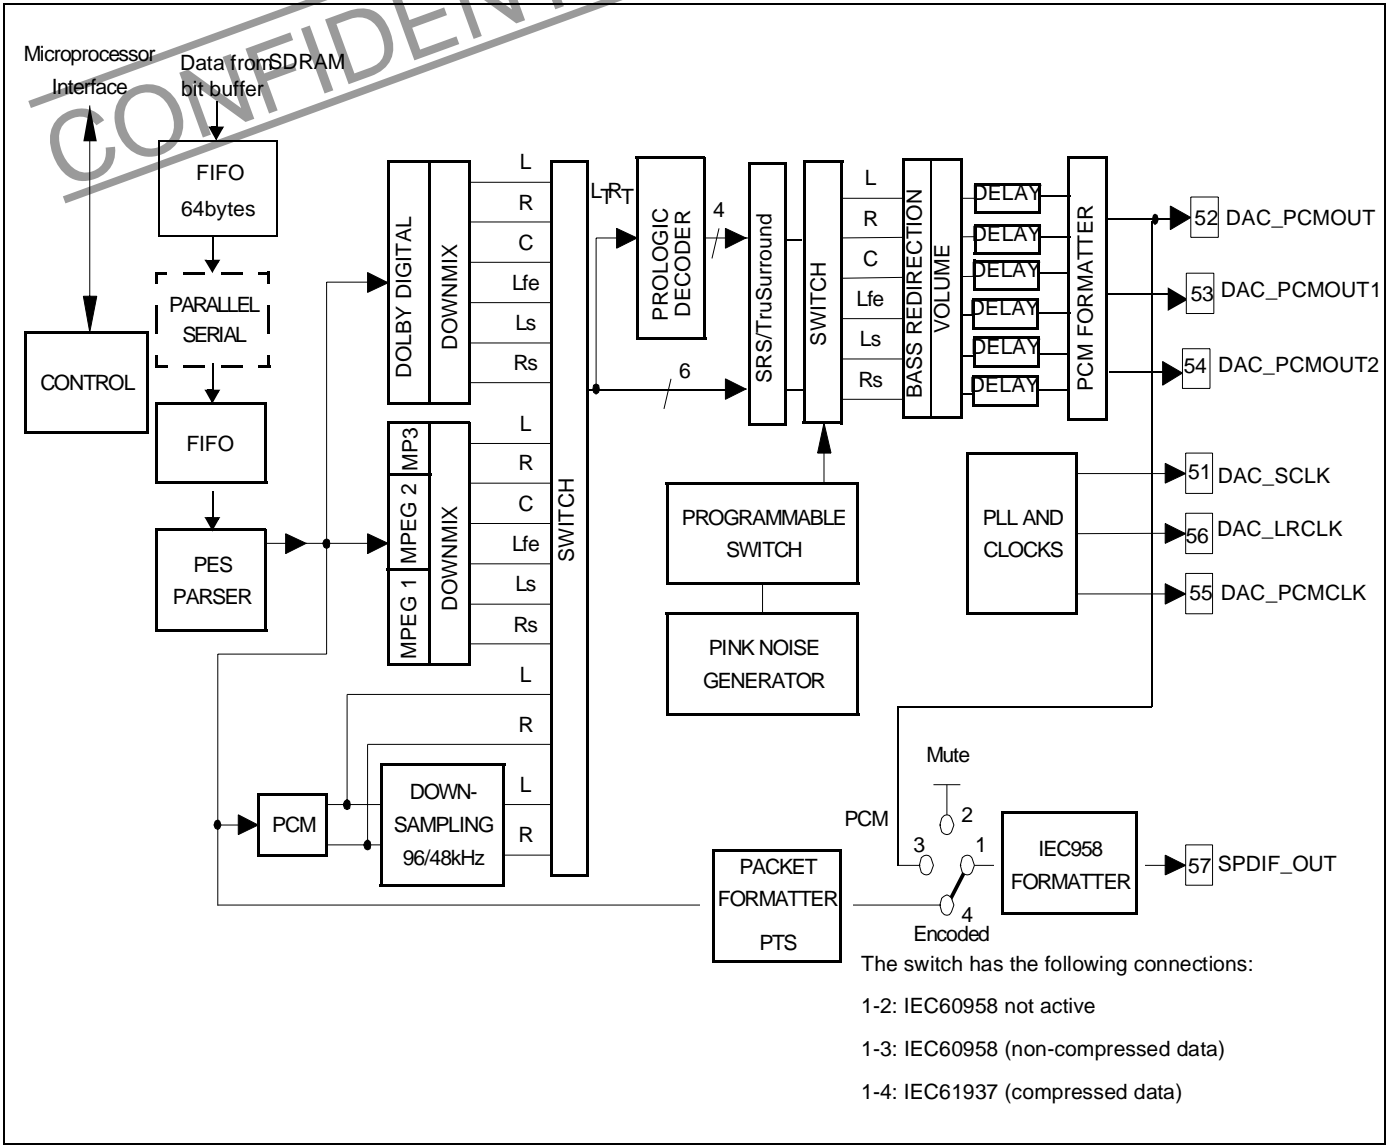 CONFIDENT
Microprocessor
Interface
Data from SDRAM
bit buffer
FIFO
64bytes
PARALLEL
SERIAL
CONTROL
FIFO
PES
PARSER
DOLBY DIGITAL
DOWNMIX
L
R
C
Lfe
Ls
Rs
MP3
MPEG 2
MPEG 1
DOWNMIX
L
R
C
Lfe
Ls
Rs
L
R
PCM
DOWN-
SAMPLING
96/48kHz
L
R
SWITCH
LTRT
PROLOGIC
DECODER
4
6
SRS/TruSurround
SWITCH
L
R
C
Lfe
Ls
Rs
BASS REDIRECTION
VOLUME
DELAY
DELAY
DELAY
DELAY
DELAY
DELAY
PCM FORMATTER
52 DAC_PCMOUT
53 DAC_PCMOUT1
54 DAC_PCMOUT2
PROGRAMMABLE
SWITCH
PINK NOISE
GENERATOR
PLL AND
CLOCKS
51 DAC_SCLK
56 DAC_LRCLK
55 DAC_PCMCLK
Mute
PCM
2
3
1
4
Encoded
PACKET
FORMATTER
PTS
IEC958
FORMATTER
57 SPDIF_OUT
The switch has the following connections:
1-2: IEC60958 not active
1-3: IEC60958 (non-compressed data)
1-4: IEC61937 (compressed data)